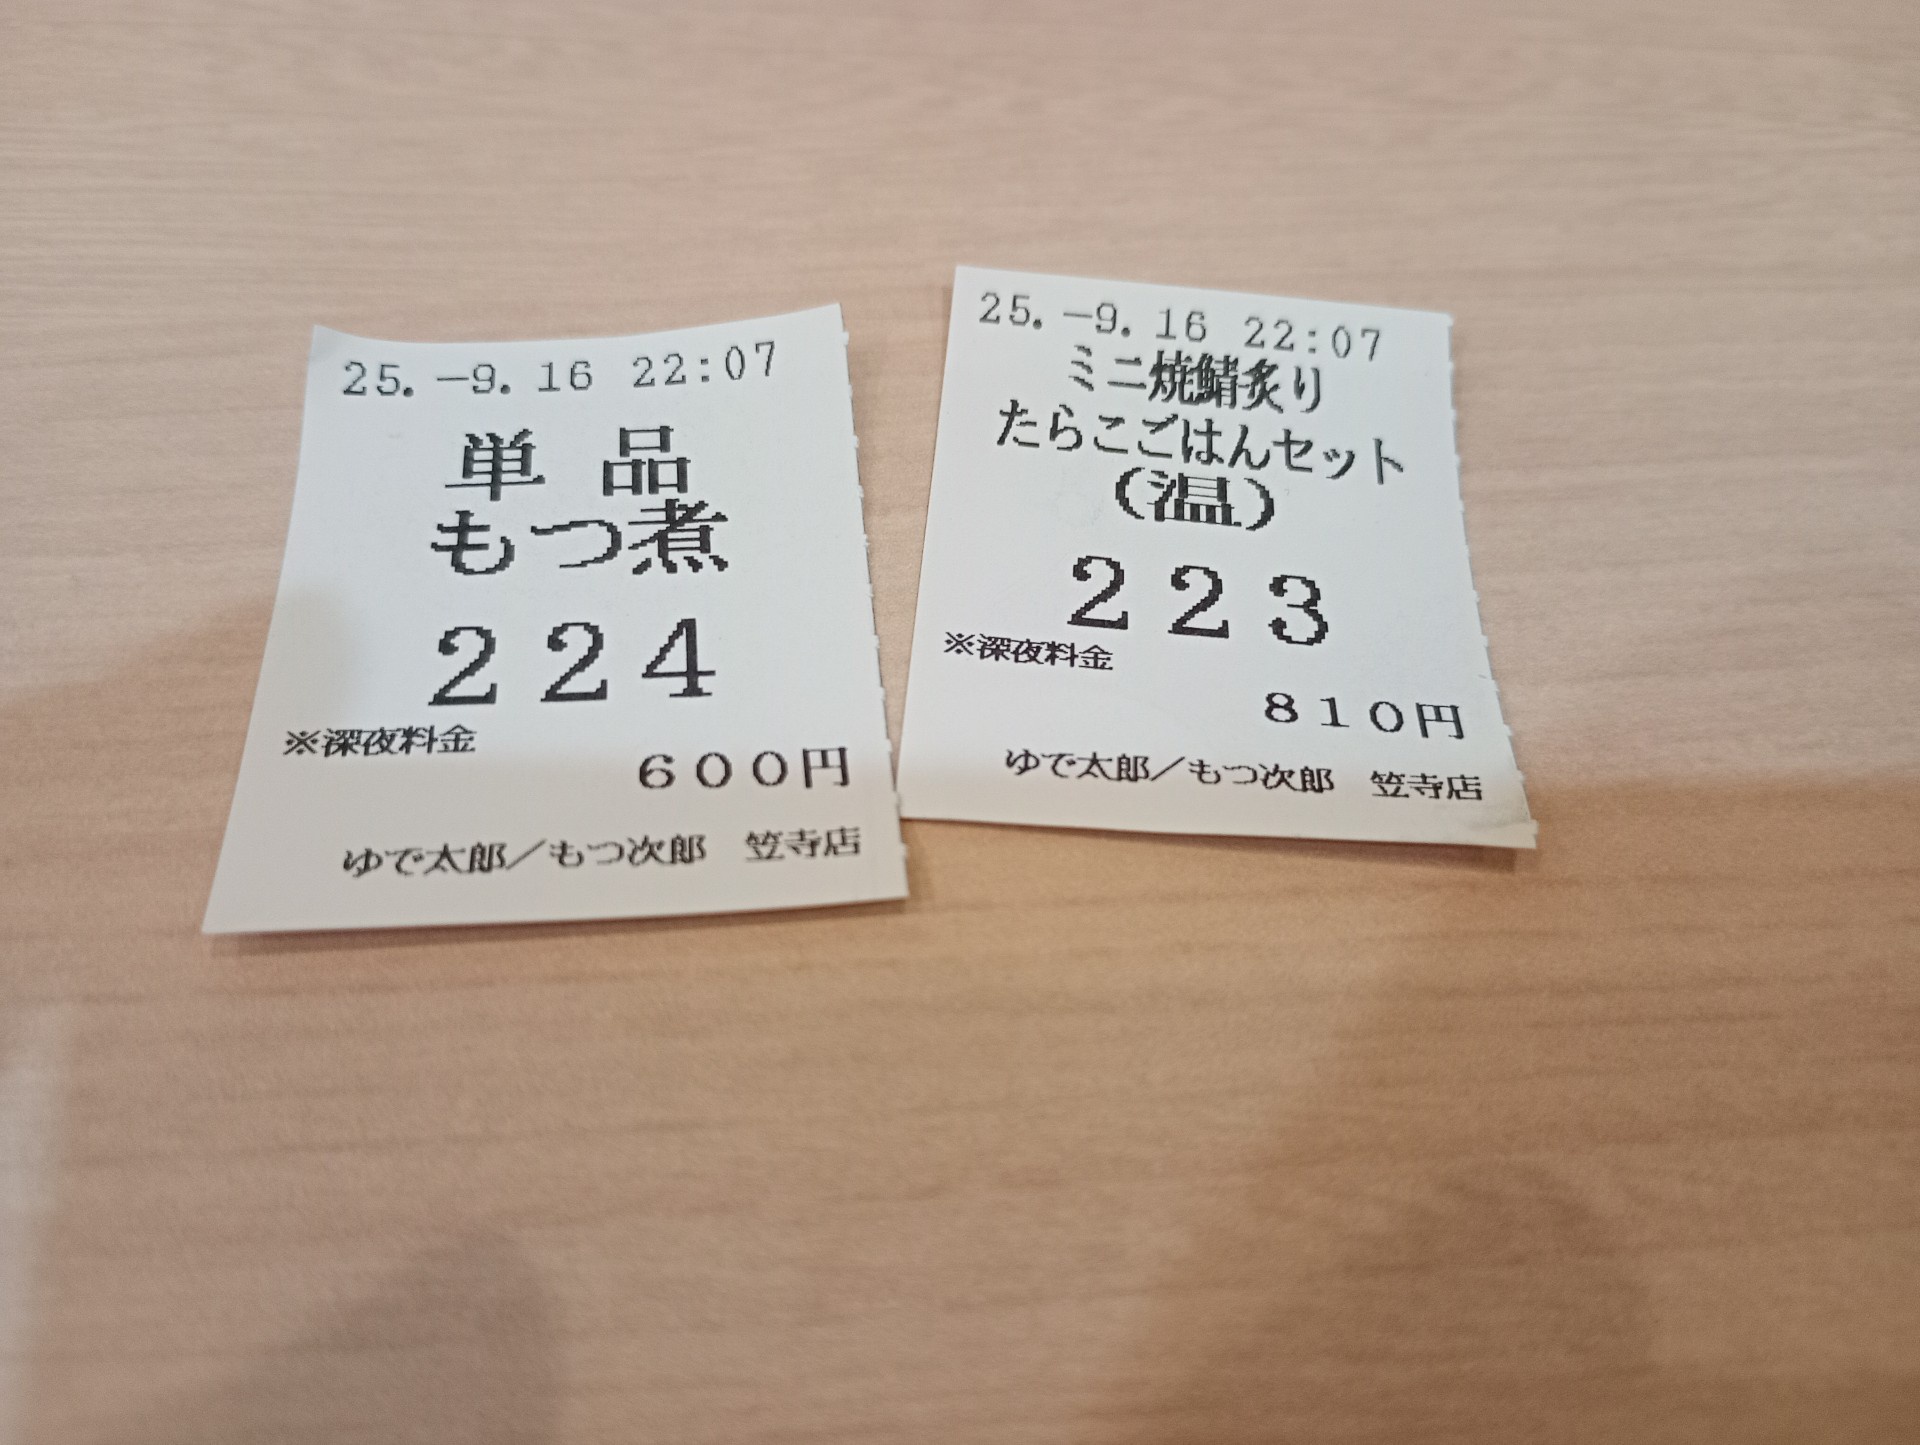 25.-9.16 22:07
単品
もつ煮
224
※深夜料金
600円
ゆで太郎/もつ次郎 笠寺店
25.-9.16 22:07
ミニ焼鯖炙り
たらこごはんセット
(温)
223
※深夜料金
810円
ゆで太郎/もつ次郎 笠寺店